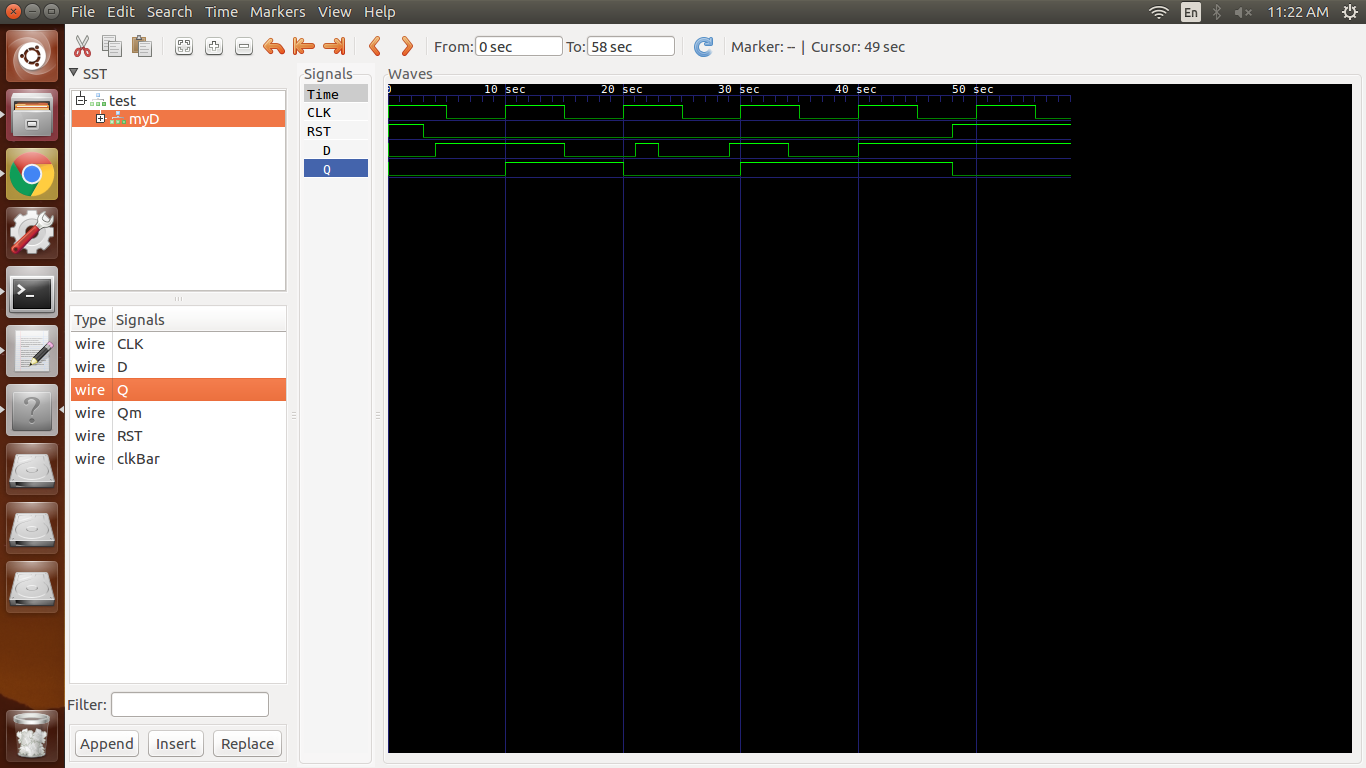 File Edit Search Time Markers View Help
En
11:22 AM
From: 0 sec To: 58 sec Marker: -- | Cursor: 49 sec
SST
test
myD
Type Signals
wire CLK
wire D
wire Q
wire Qm
wire RST
wire clkBar
Filter:
Append Insert Replace
Signals
Time
CLK
RST
D
Q
Waves
0 10 sec 20 sec 30 sec 40 sec 50 sec